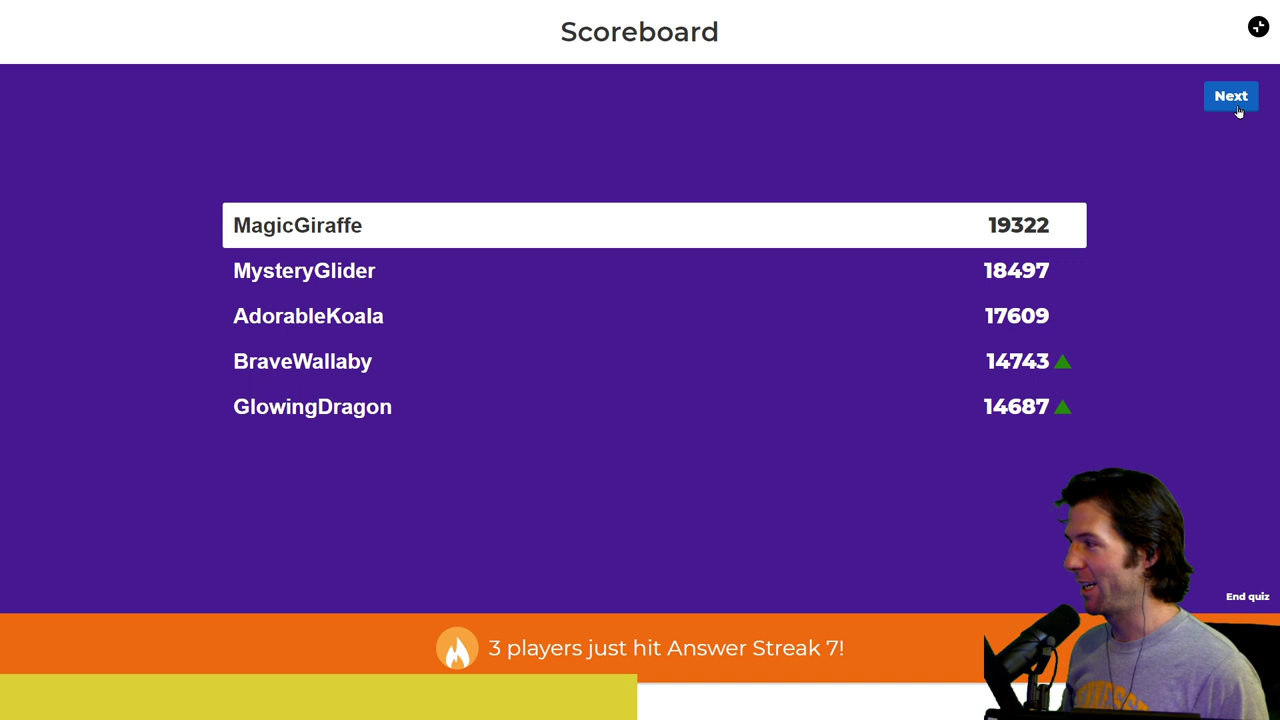 Scoreboard
Next
MagicGiraffe 19322
MysteryGlider 18497
AdorableKoala 17609
BraveWallaby 14743
GlowingDragon 14687
End quiz
3 players just hit Answer Streak 7!